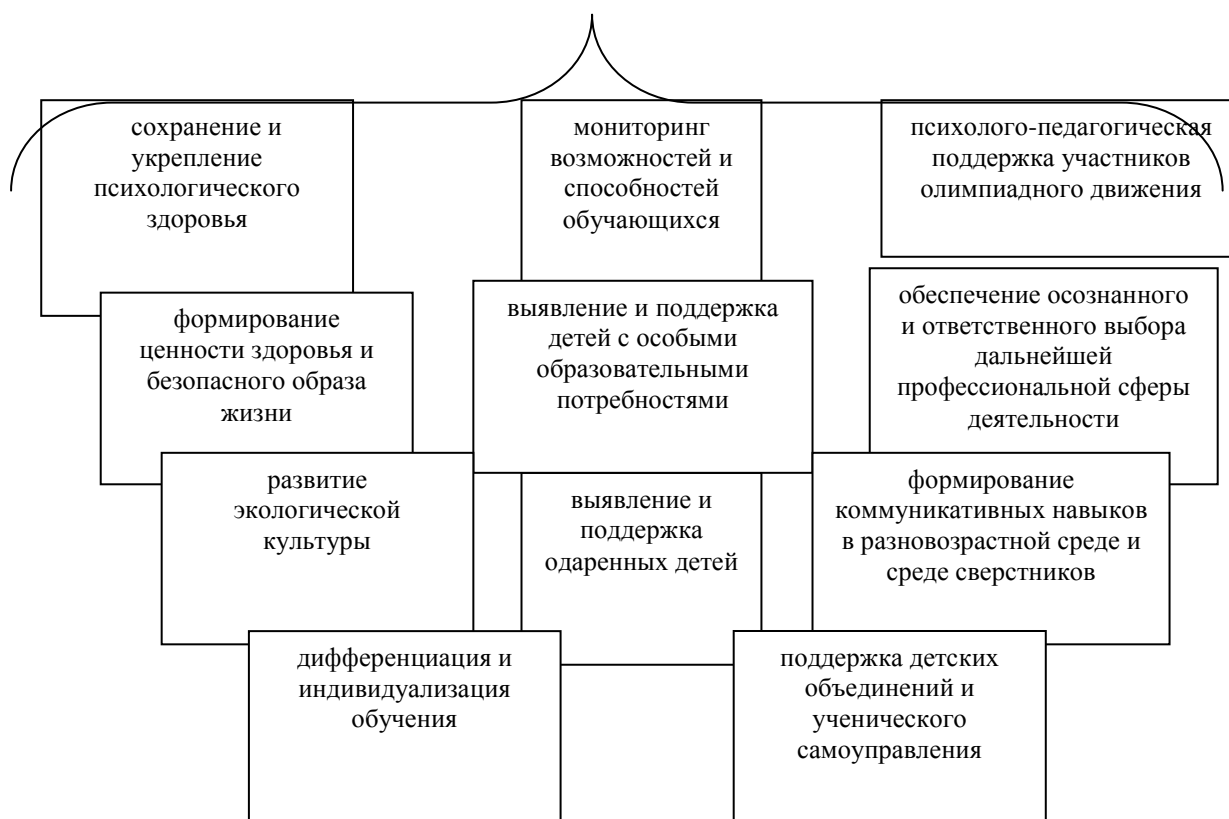 сохранение и
укрепление
психологического
здоровья
мониторинг
возможностей и
способностей
обучающихся
психолого-педагогическая
поддержка участников
олимпиадного движения
формирование
ценности здоровья и
безопасного образа
жизни
выявление и поддержка
детей с особыми
образовательными
потребностями
обеспечение осознанного
и ответственного выбора
дальнейшей
профессиональной сферы
деятельности
развитие
экологической
культуры
выявление и
поддержка
одаренных детей
формирование
коммуникативных навыков
в разновозрастной среде и
среде сверстников
дифференциация и
индивидуализация
обучения
поддержка детских
объединений и
ученического
самоуправления